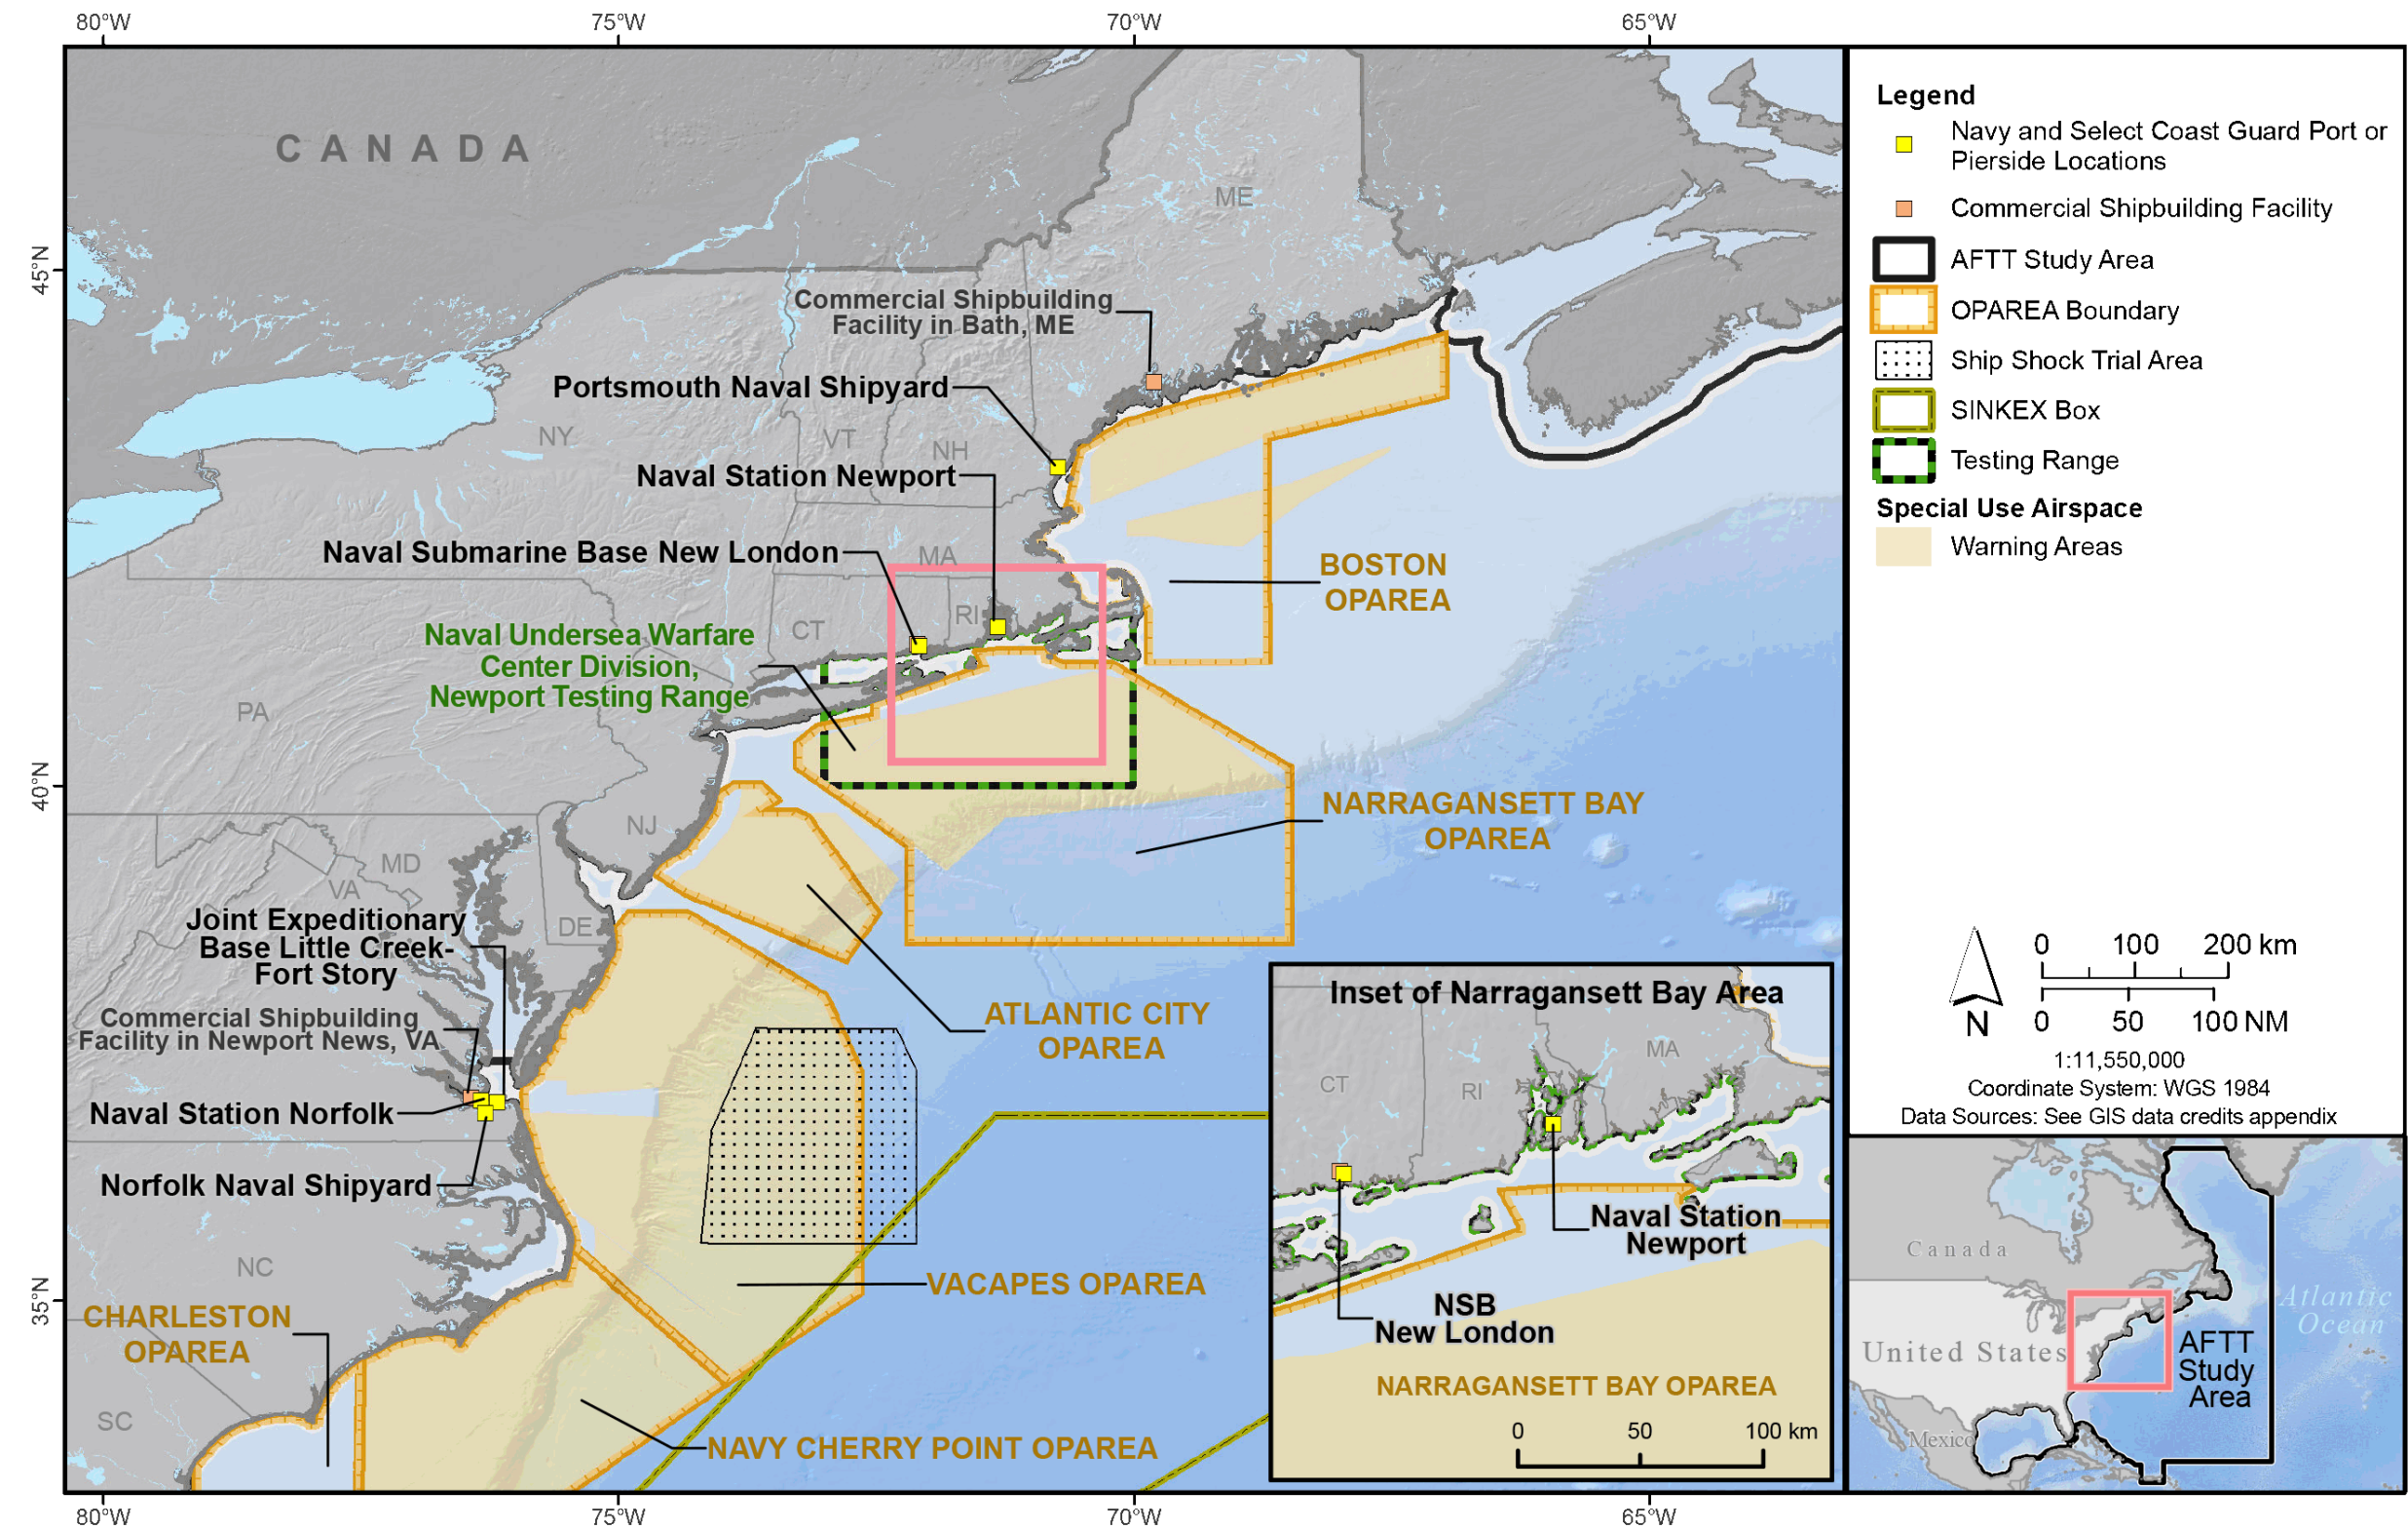 80°W
75°W
70°W
65°W
45°N
40°N
35°N
CANADA
ME
Commercial Shipbuilding
Facility in Bath, ME
Portsmouth Naval Shipyard
NY
VT
NH
Naval Station Newport
Naval Submarine Base New London
MA
BOSTON
OPAREA
RI
CT
Naval Undersea Warfare
Center Division,
Newport Testing Range
PA
NARRAGANSETT BAY
OPAREA
NJ
MD
VA
DE
Joint Expeditionary
Base Little Creek-
Fort Story
ATLANTIC CITY
OPAREA
Commercial Shipbuilding
Facility in Newport News, VA
Naval Station Norfolk
Norfolk Naval Shipyard
NC
VACAPES OPAREA
CHARLESTON
OPAREA
SC
NAVY CHERRY POINT OPAREA
80°W
75°W
70°W
65°W
Inset of Narragansett Bay Area
MA
CT
RI
Naval Station
Newport
NSB
New London
NARRAGANSETT BAY OPAREA
0 50 100 km
Legend
Navy and Select Coast Guard Port or
Pierside Locations
Commercial Shipbuilding Facility
AFTT Study Area
OPAREA Boundary
Ship Shock Trial Area
SINKEX Box
Testing Range
Special Use Airspace
Warning Areas
0 100 200 km
N
0 50 100 NM
1:11,550,000
Coordinate System: WGS 1984
Data Sources: See GIS data credits appendix
Canada
Atlantic
Ocean
United States
AFTT
Study
Area
Mexico